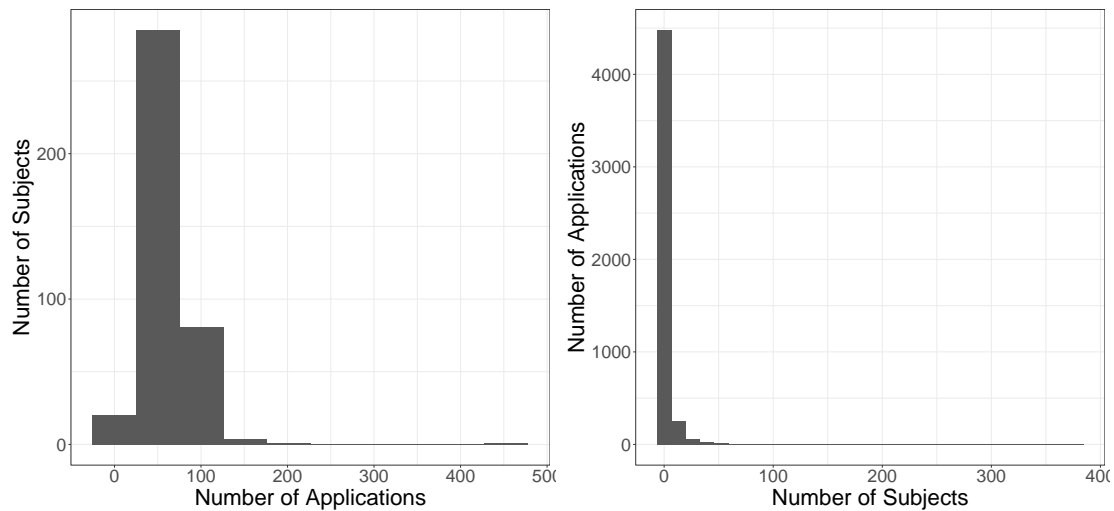 Number of Subjects
200
100
0
0 100 200 300 400 500
Number of Applications
Number of Applications
4000
3000
2000
1000
0
0 100 200 300 400
Number of Subjects